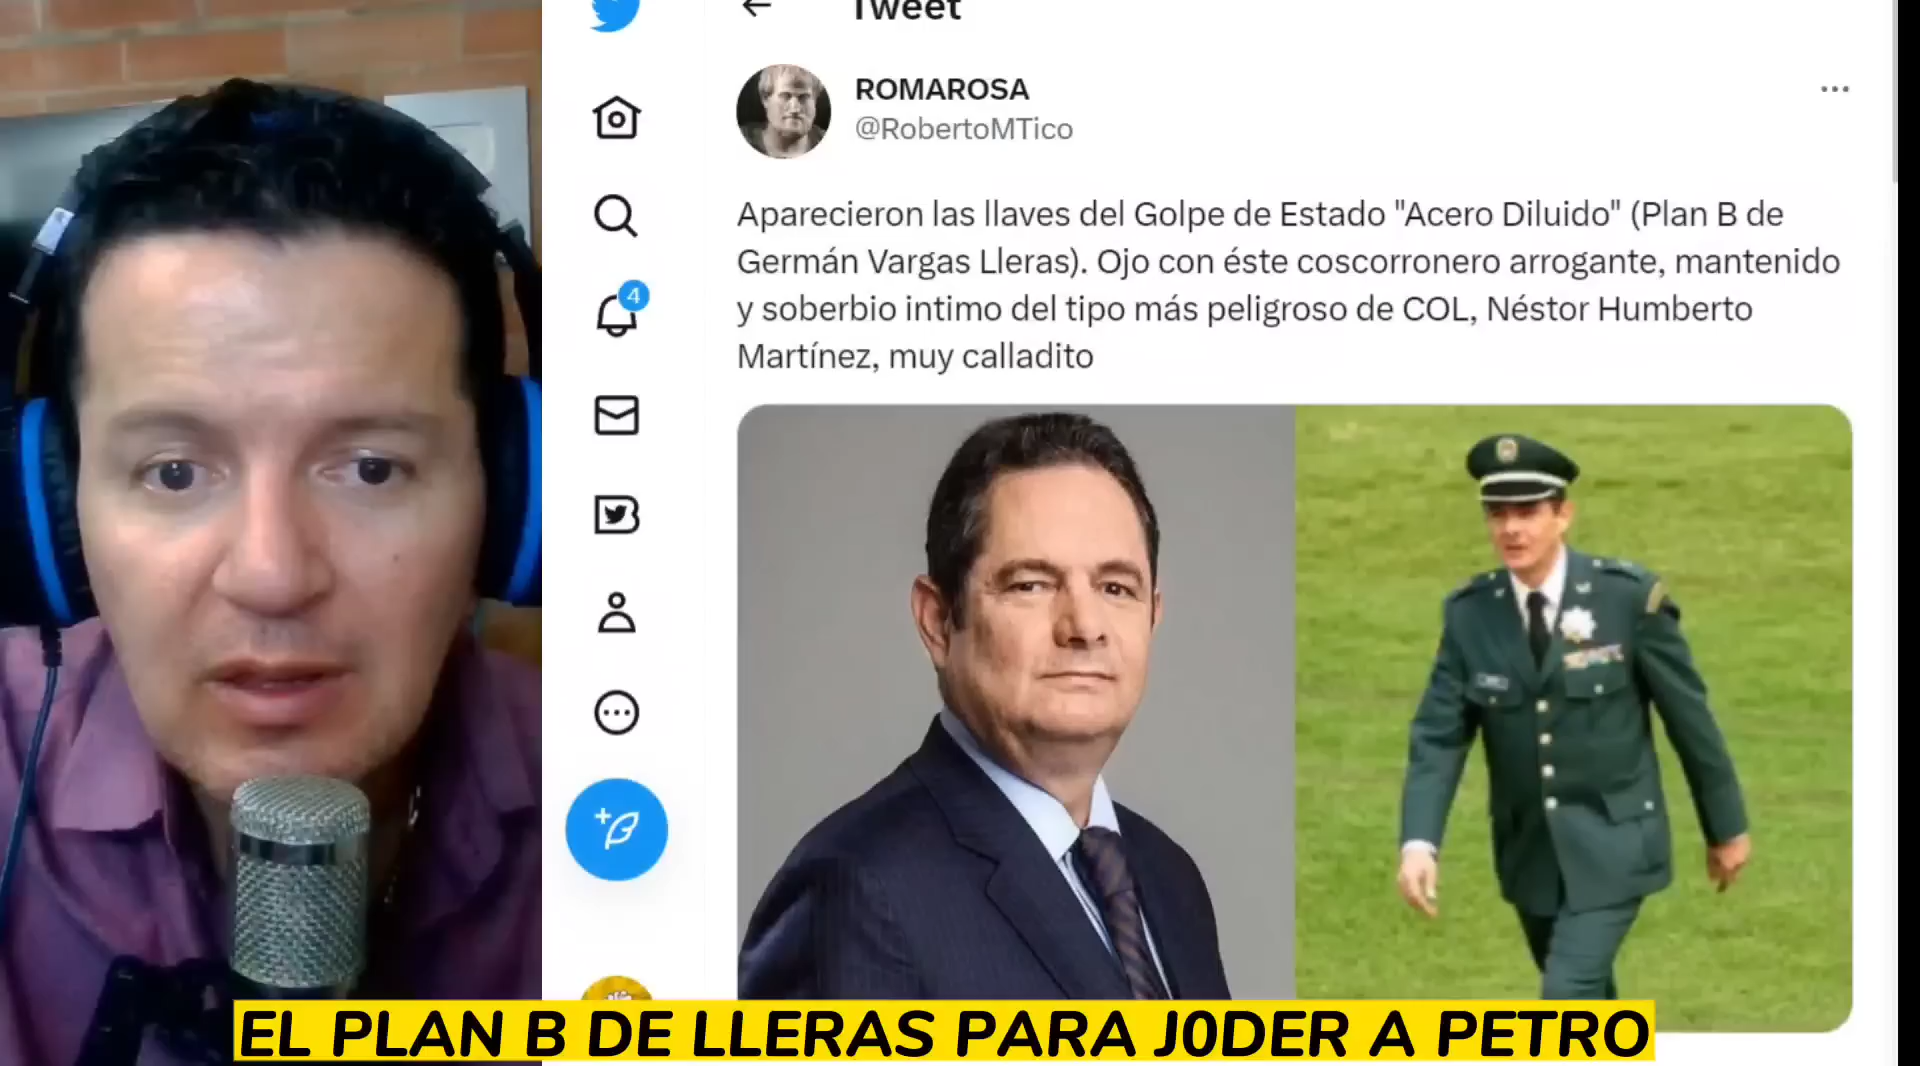 Tweet
ROMAROSA
@RobertoMTico
Aparecieron las llaves del Golpe de Estado "Acero Diluido" (Plan B de
Germán Vargas Lleras). Ojo con éste coscorronero arrogante, mantenido
y soberbio intimo del tipo más peligroso de COL, Néstor Humberto
Martínez, muy calladito
4
EL PLAN B DE LLERAS PARA J0DER A PETRO